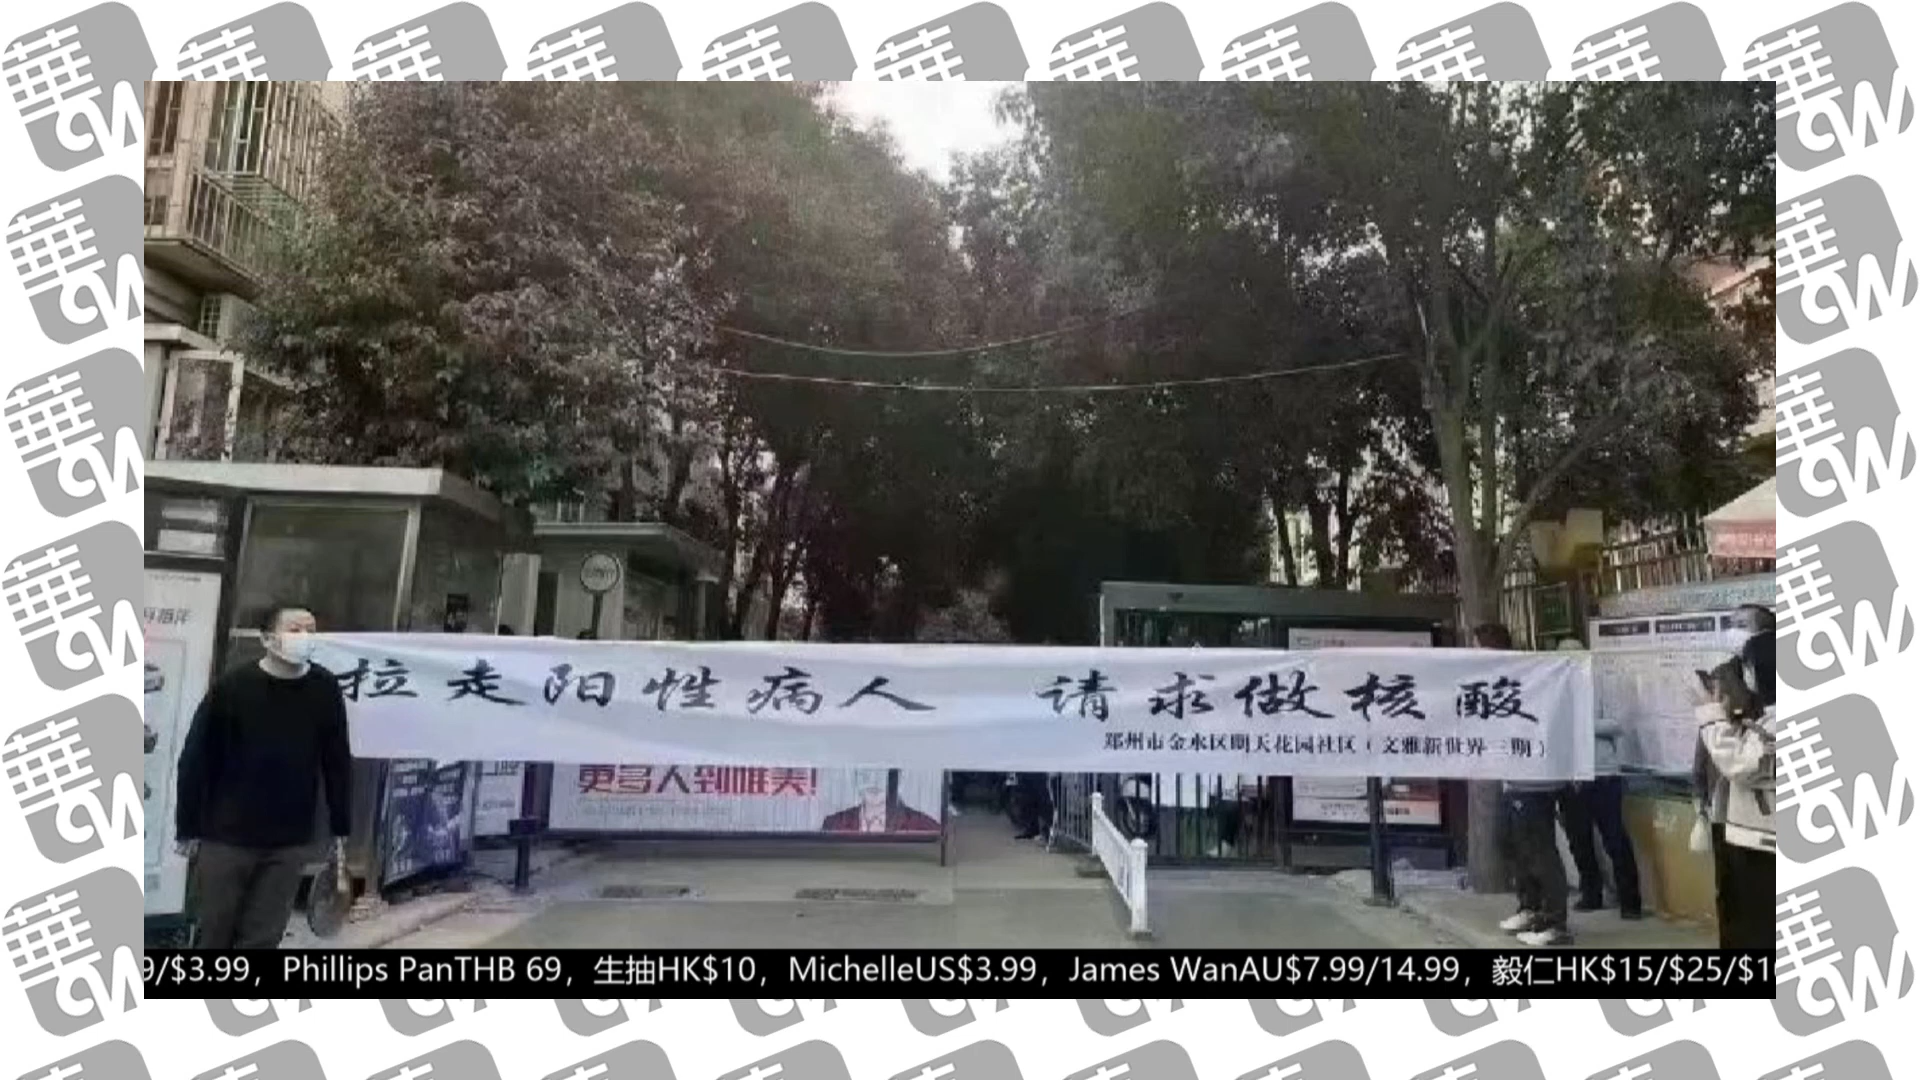 拉走阳性病人 请求做核酸
郑州市金水区明天花园社区（文雅新世界三期）
更多人到唯美!
9/$3.99，Phillips PanTHB 69，生抽HK$10，MichelleUS$3.99，James WanAU$7.99/14.99，毅仁HK$15/$25/$1